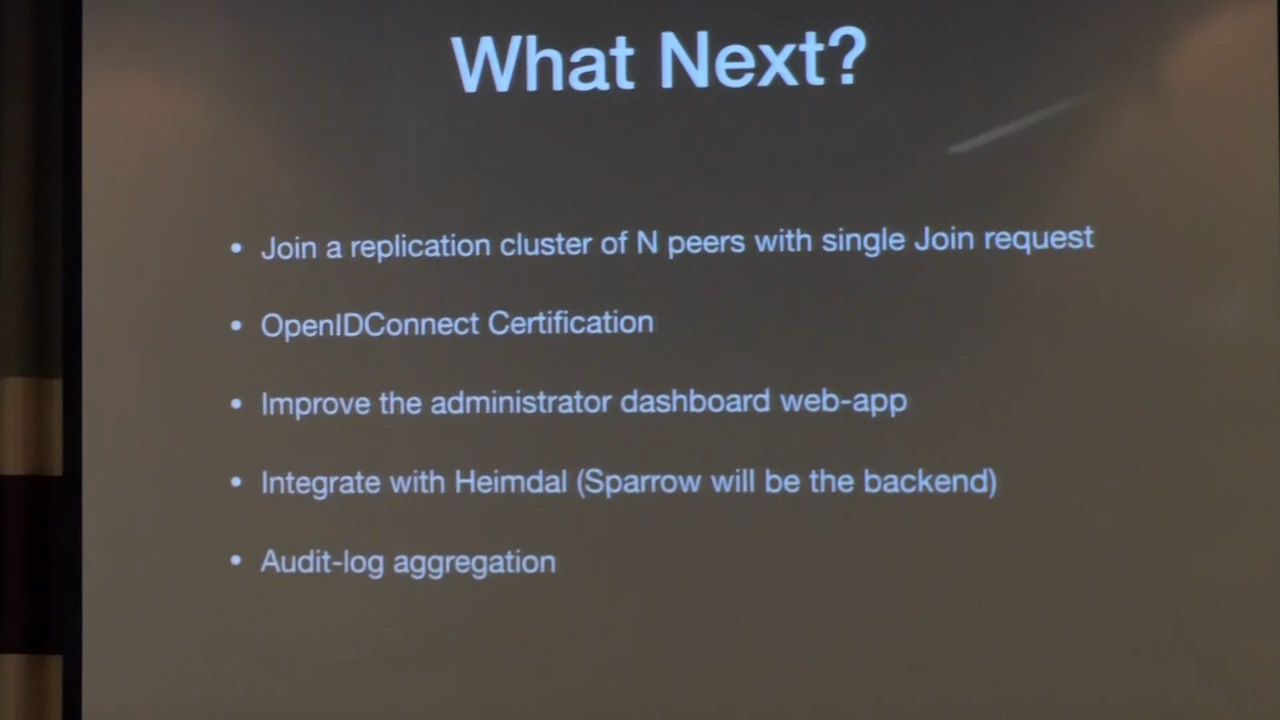 What Next?
• Join a replication cluster of N peers with single Join request
• OpenIDConnect Certification
• Improve the administrator dashboard web-app
• Integrate with Heimdal (Sparrow will be the backend)
• Audit-log aggregation